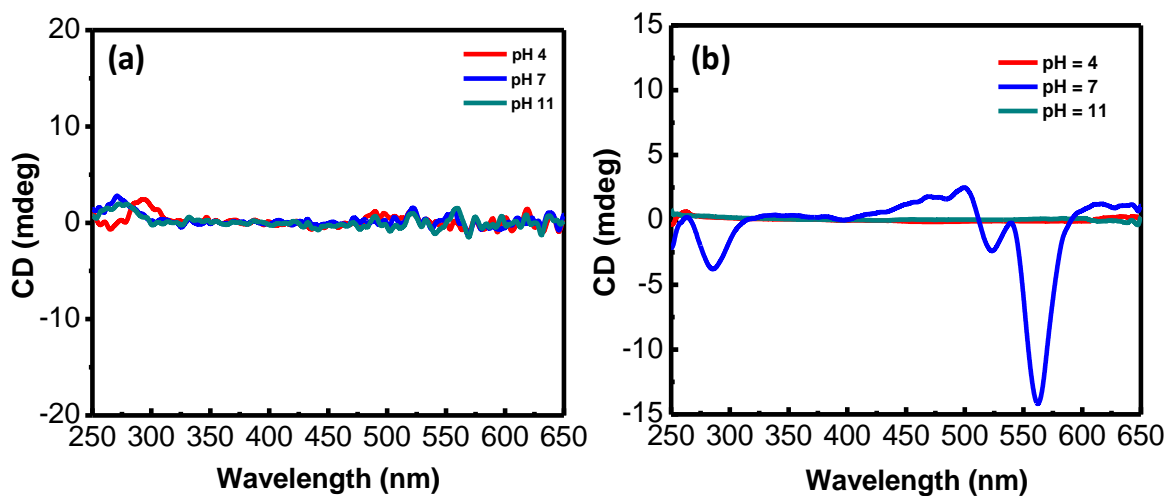 (a)
pH 4
pH 7
pH 11
20
10
0
-10
-20
CD (mdeg)
250 300 350 400 450 500 550 600 650
Wavelength (nm)
(b)
pH = 4
pH = 7
pH = 11
15
10
5
0
-5
-10
-15
CD (mdeg)
250 300 350 400 450 500 550 600 650
Wavelength (nm)